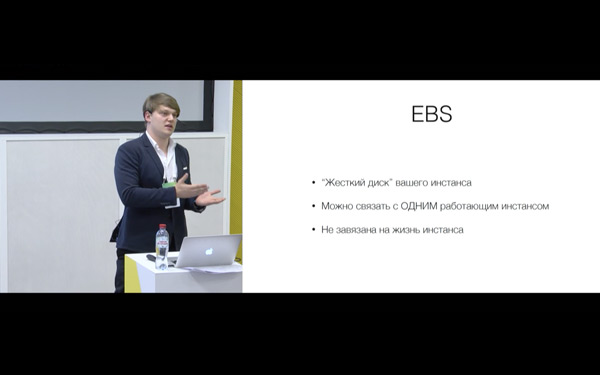 EBS
• "Жесткий диск" вашего инстанса
• Можно связать с ОДНИМ работающим инстансом
• Не завязана на жизнь инстанса